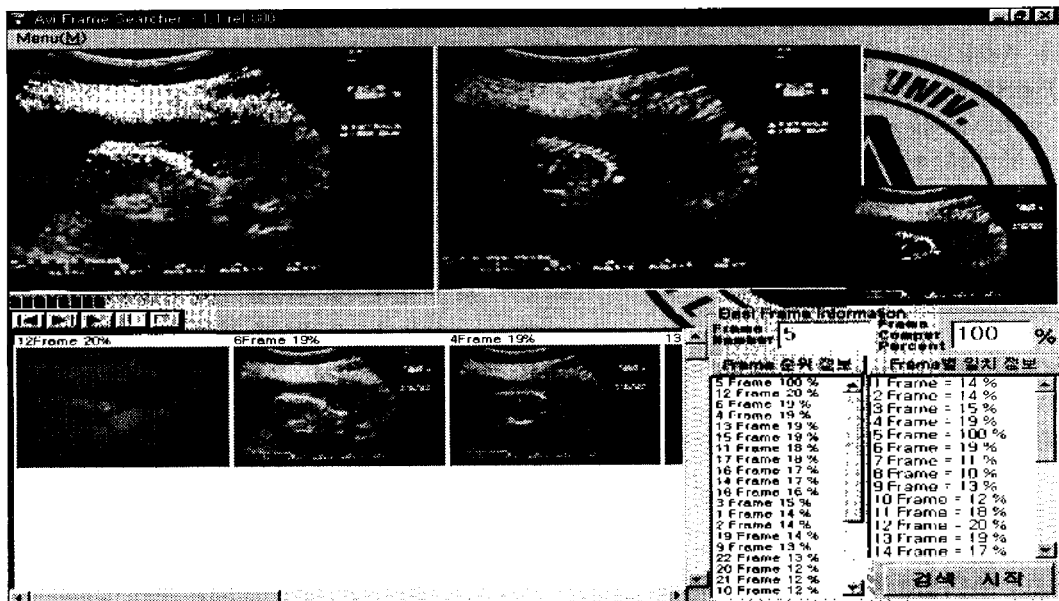 Avi Frame Searcher - 1.1 rel 600
Menu(M)
UNIV.
12Frame 20%
6Frame 19%
4Frame 19%
13
Best Frame Information
Frame Number
5
Frame Comper Percent
100
%
Frame 순위 정보
5 Frame 100 %
12 Frame 20 %
6 Frame 19 %
4 Frame 19 %
13 Frame 19 %
15 Frame 19 %
11 Frame 18 %
17 Frame 18 %
16 Frame 17 %
14 Frame 17 %
3 Frame 15 %
1 Frame 14 %
2 Frame 14 %
19 Frame 14 %
9 Frame 13 %
22 Frame 13 %
20 Frame 12 %
21 Frame 12 %
10 Frame 12 %
Frame별 일치 정보
1 Frame = 14 %
2 Frame = 14 %
3 Frame = 15 %
4 Frame = 19 %
5 Frame = 100 %
6 Frame = 19 %
7 Frame = 11 %
8 Frame = 10 %
9 Frame = 13 %
10 Frame = 12 %
11 Frame = 18 %
12 Frame = 20 %
13 Frame = 19 %
14 Frame = 17 %
검색 시작